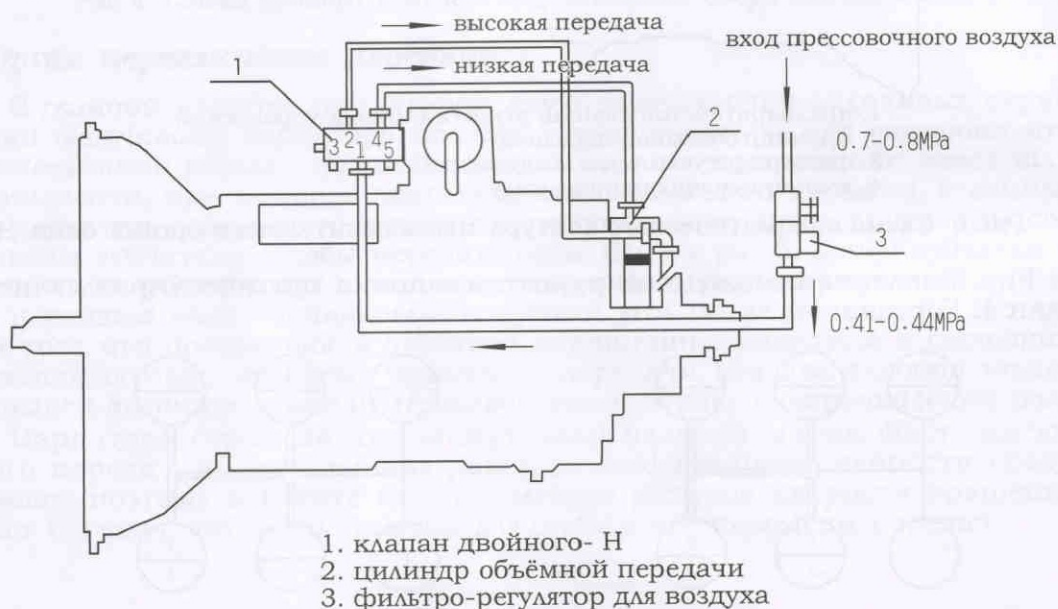 высокая передача
вход прессовочного воздуха
1
низкая передача
2
0.7-0.8MPa
3 2 1 4 5
3
0.41-0.44MPa
1. клапан двойного- Н
2. цилиндр объёмной передачи
3. фильтро-регулятор для воздуха